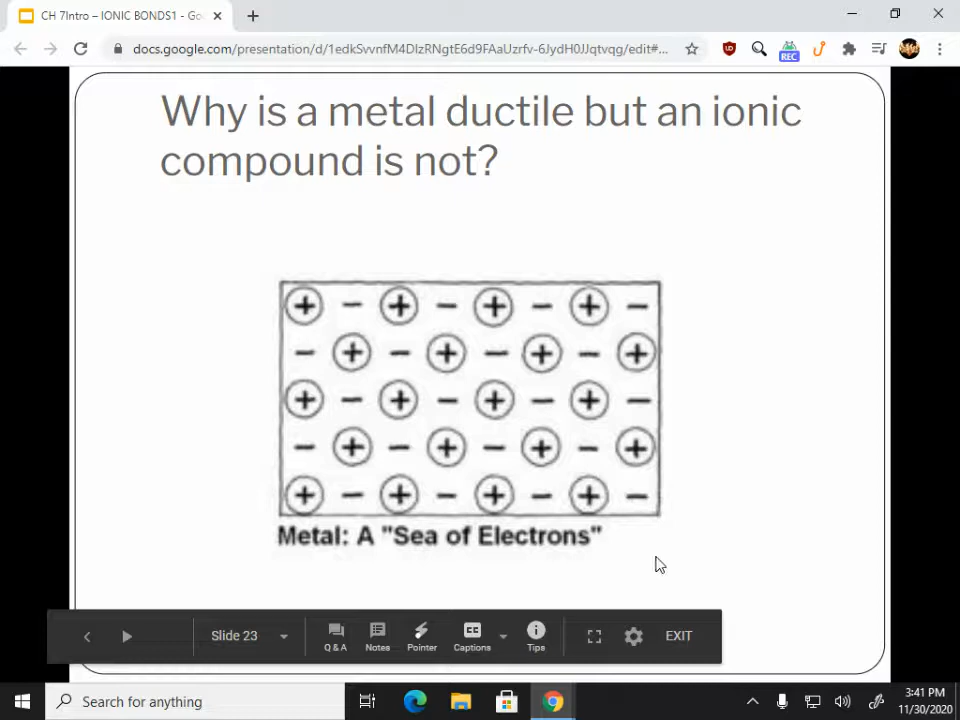 CH 7Intro – IONIC BONDS1 - Go
docs.google.com/presentation/d/1edkSvvnfM4DlzRNgtE6d9FAaUzrfv-6JydH0JJqtvqg/edit#...
REC
Why is a metal ductile but an ionic
compound is not?
+ − + − + − + −
− + − + − + − +
+ − + − + − + −
− + − + − + − +
+ − + − + − + −
Metal: A "Sea of Electrons"
Slide 23
Q & A
Notes
Pointer
CC
Captions
Tips
EXIT
Search for anything
3:41 PM
11/30/2020